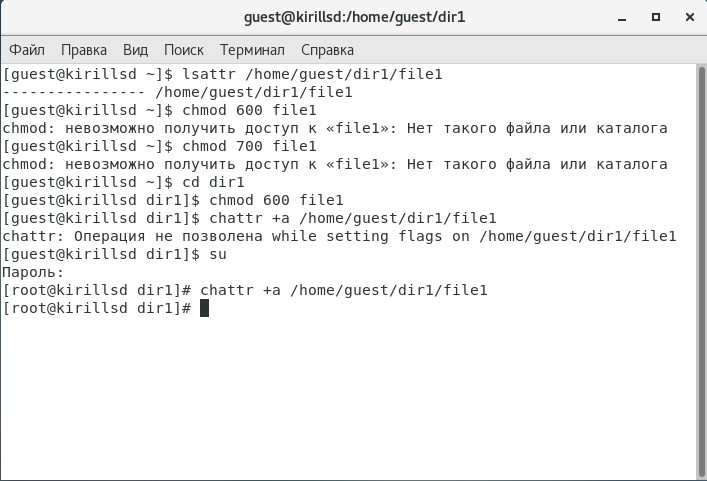 guest@kirillsd:/home/guest/dir1
Файл Правка Вид Поиск Терминал Справка
[guest@kirillsd ~]$ lsattr /home/guest/dir1/file1
---------------- /home/guest/dir1/file1
[guest@kirillsd ~]$ chmod 600 file1
chmod: невозможно получить доступ к «file1»: Нет такого файла или каталога
[guest@kirillsd ~]$ chmod 700 file1
chmod: невозможно получить доступ к «file1»: Нет такого файла или каталога
[guest@kirillsd ~]$ cd dir1
[guest@kirillsd dir1]$ chmod 600 file1
[guest@kirillsd dir1]$ chattr +a /home/guest/dir1/file1
chattr: Операция не позволена while setting flags on /home/guest/dir1/file1
[guest@kirillsd dir1]$ su
Пароль:
[root@kirillsd dir1]# chattr +a /home/guest/dir1/file1
[root@kirillsd dir1]#